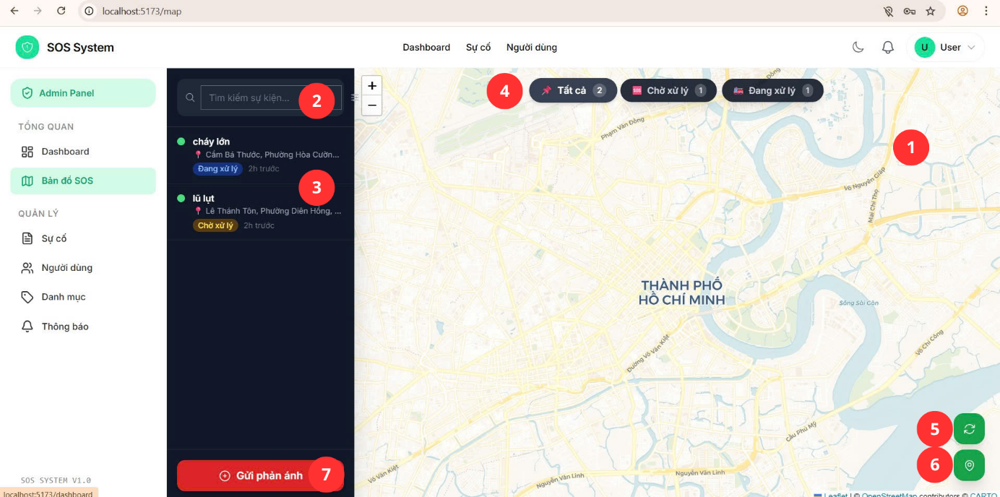 localhost:5173/map
SOS System
Dashboard
Sự cố
Người dùng
U
User
Admin Panel
TỔNG QUAN
Dashboard
Bản đồ SOS
QUẢN LÝ
Sự cố
Người dùng
Danh mục
Thông báo
SOS SYSTEM V1.0
localhost:5173/dashboard
Tìm kiếm sự kiện...
2
cháy lớn
Cầm Bá Thước, Phường Hòa Cườn...
Đang xử lý
2h trước
3
lũ lụt
Lê Thánh Tôn, Phường Diên Hồng, ...
Chờ xử lý
2h trước
Gửi phản ánh
7
+
−
4
Tất cả 2
SOS
Chờ xử lý 1
Đang xử lý 1
1
Phạm Văn Đồng
Võ Nguyên Giáp
Mai Chí Thọ
THÀNH PHỐ
HỒ CHÍ MINH
Sông Sài Gòn
Đường Võ Văn Kiệt
Võ Chí Công
Cầu Phú Mỹ
Võ Văn Kiệt
Nguyễn Văn Linh
Nguyễn Văn Linh
5
6
Leaflet | © OpenStreetMap contributors © CARTO